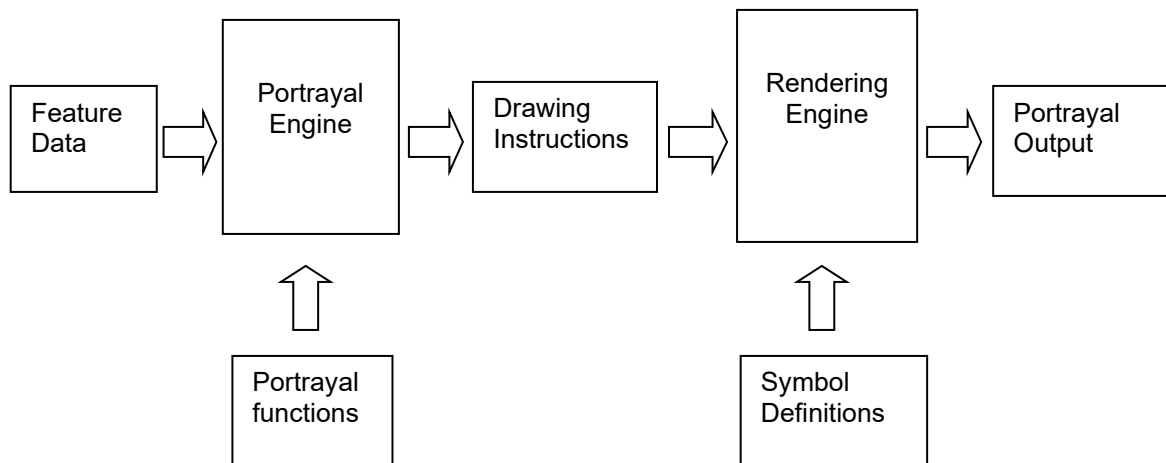 Feature
Data
Portrayal
Engine
Drawing
Instructions
Rendering
Engine
Portrayal
Output
Portrayal
functions
Symbol
Definitions